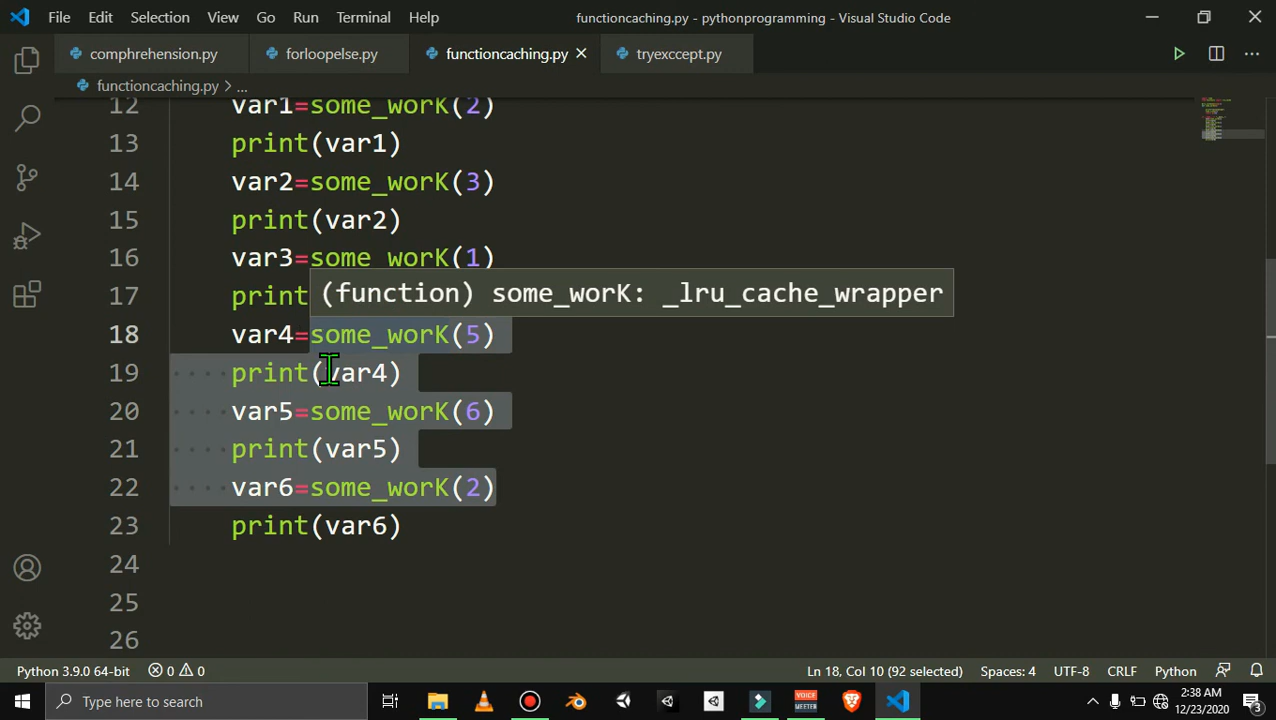 File Edit Selection View Go Run Terminal Help functioncaching.py - pythonprogramming - Visual Studio Code
comphrehension.py forloopelse.py functioncaching.py tryexccept.py
functioncaching.py > ...
12 var1=some_worK(2)
13 print(var1)
14 var2=some_worK(3)
15 print(var2)
16 var3=some_worK(1)
(function) some_worK: _lru_cache_wrapper
17 print
18 var4=some_worK(5)
19 print(var4)
20 var5=some_worK(6)
21 print(var5)
22 var6=some_worK(2)
23 print(var6)
24
25
26
Python 3.9.0 64-bit 0 0 Ln 18, Col 10 (92 selected) Spaces: 4 UTF-8 CRLF Python
Type here to search VOICE MEETER 2:38 AM
12/23/2020 3